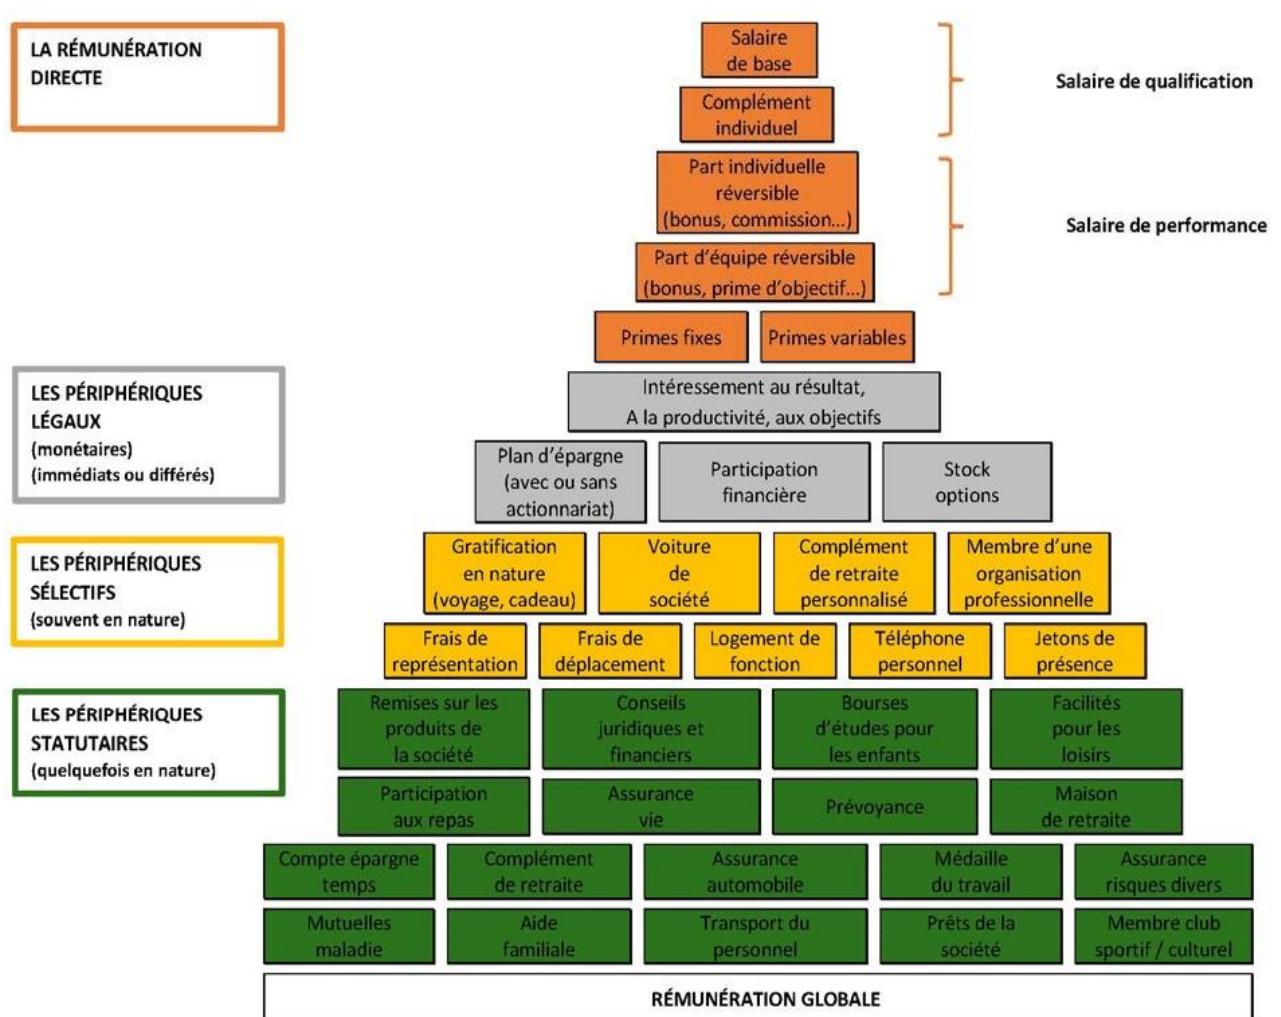 LA RÉMUNÉRATION
DIRECTE
Salaire
de base
Complément
individuel
Salaire de qualification
Part individuelle
réversible
(bonus, commission...)
Part d'équipe réversible
(bonus, prime d'objectif...)
Salaire de performance
Primes fixes
Primes variables
LES PÉRIPHÉRIQUES
LÉGAUX
(monétaires)
(immédiats ou différés)
Intéressement au résultat,
A la productivité, aux objectifs
Plan d'épargne
(avec ou sans
actionnariat)
Participation
financière
Stock
options
LES PÉRIPHÉRIQUES
SÉLECTIFS
(souvent en nature)
Gratification
en nature
(voyage, cadeau)
Voiture
de
société
Complément
de retraite
personnalisé
Membre d'une
organisation
professionnelle
Frais de
représentation
Frais de
déplacement
Logement de
fonction
Téléphone
personnel
Jetons de
présence
LES PÉRIPHÉRIQUES
STATUTAIRES
(quelquefois en nature)
Remises sur les
produits de
la société
Conseils
juridiques et
financiers
Bourses
d'études pour
les enfants
Facilités
pour les
loisirs
Participation
aux repas
Assurance
vie
Prévoyance
Maison
de retraite
Compte épargne
temps
Complément
de retraite
Assurance
automobile
Médaille
du travail
Assurance
risques divers
Mutuelles
maladie
Aide
familiale
Transport du
personnel
Prêts de la
société
Membre club
sportif / culturel
RÉMUNÉRATION GLOBALE